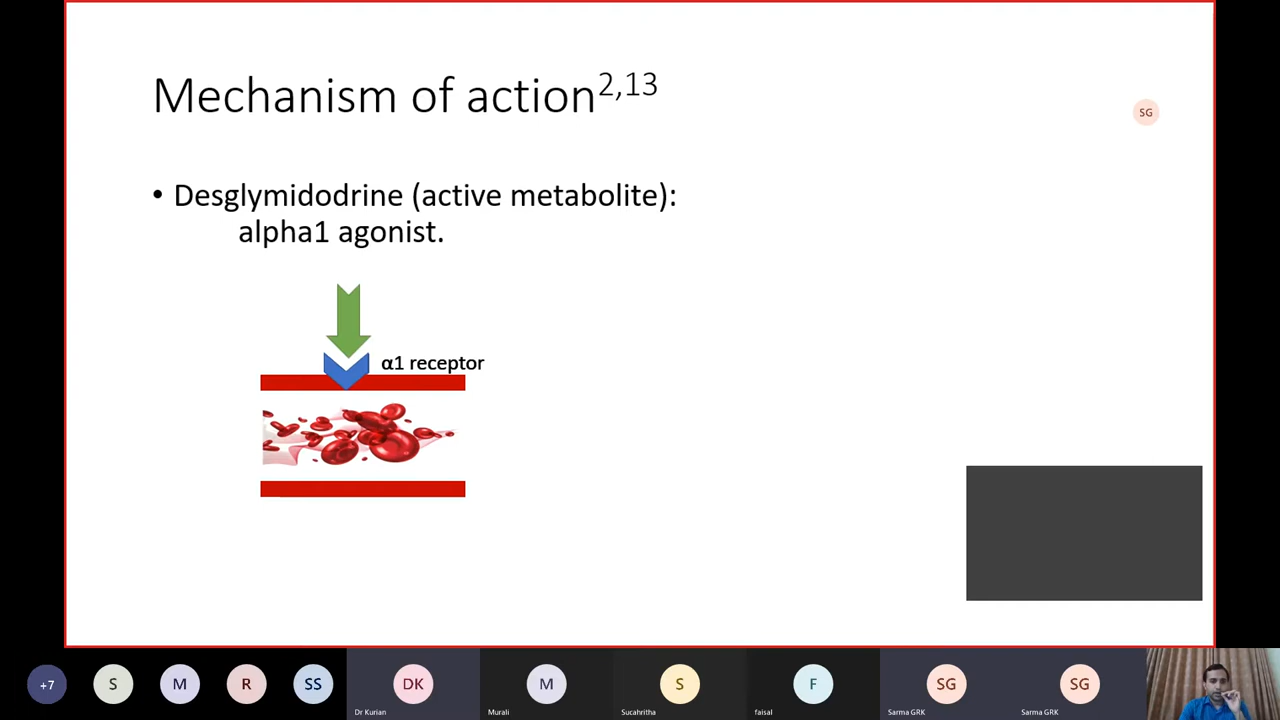 Mechanism of action2,13
SG
• Desglymidodrine (active metabolite):
alpha1 agonist.
α1 receptor
+7
S
M
R
SS
DK
M
S
F
SG
SG
Dr Kurian
Murali
Sucahritha
faisal
Sarma GRK
Sarma GRK